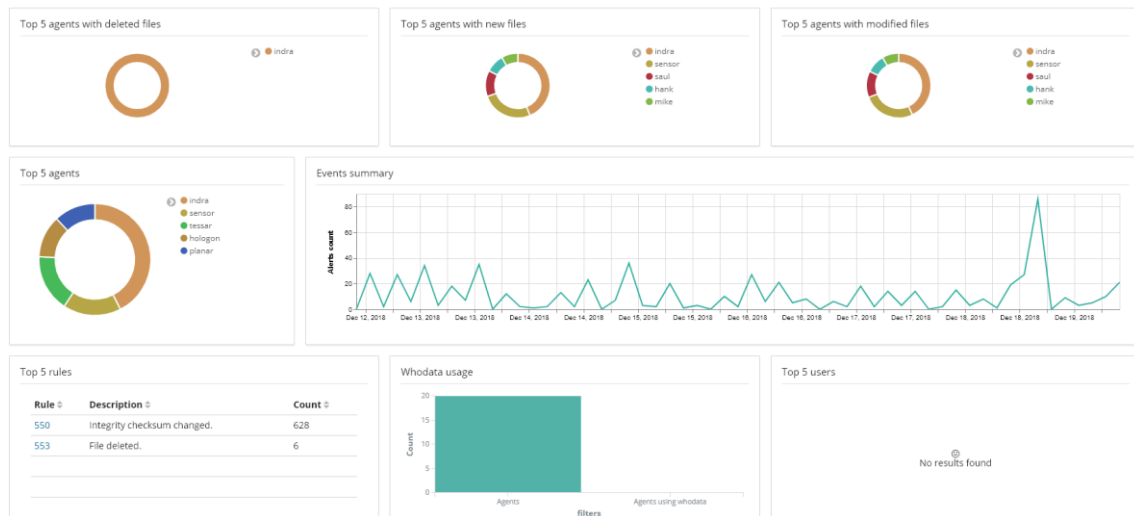 Top 5 agents with deleted files
indra
Top 5 agents with new files
indra
sensor
saul
hank
mike
Top 5 agents with modified files
indra
sensor
saul
hank
mike
Top 5 agents
indra
sensor
tessar
hologon
planar
Events summary
Alerts count
80
60
40
20
0
Dec 12, 2018 Dec 13, 2018 Dec 13, 2018 Dec 14, 2018 Dec 14, 2018 Dec 15, 2018 Dec 15, 2018 Dec 16, 2018 Dec 16, 2018 Dec 17, 2018 Dec 17, 2018 Dec 18, 2018 Dec 18, 2018 Dec 19, 2018
Top 5 rules
Rule Description Count
550 Integrity checksum changed. 628
553 File deleted. 6
Whodata usage
Count
20
15
10
5
0
Agents Agents using whodata
filters
Top 5 users
No results found